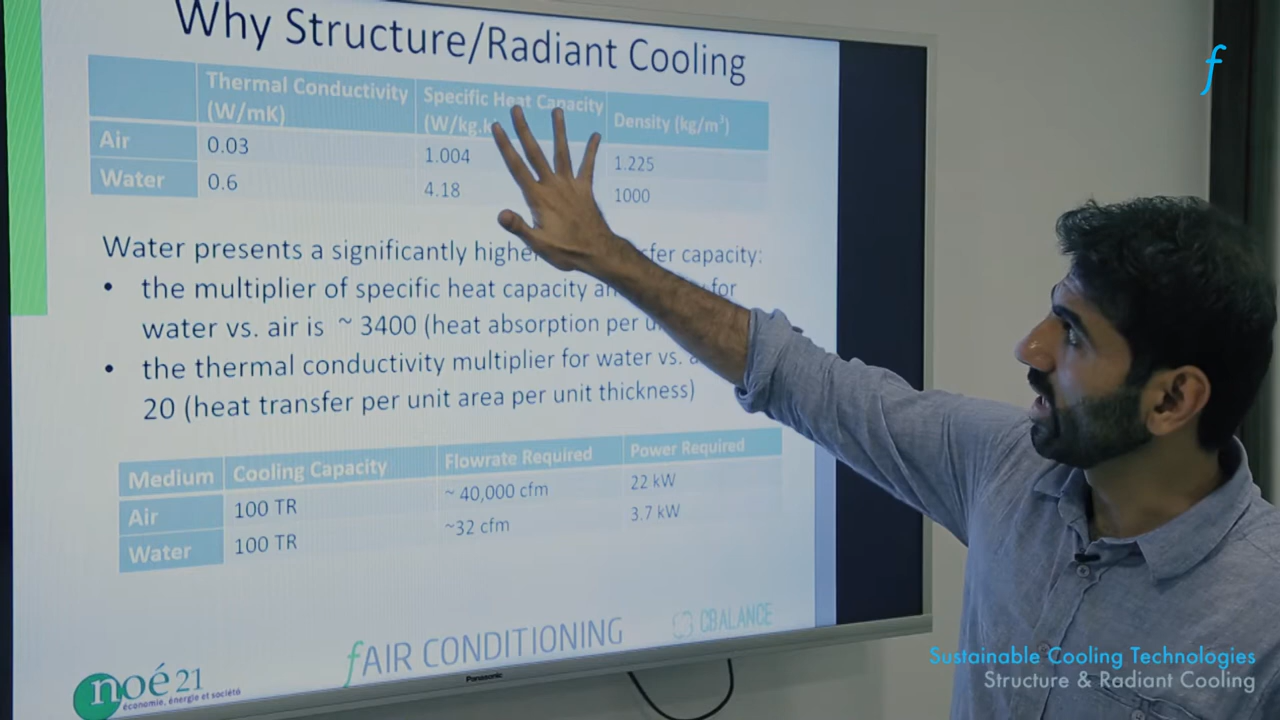 Why Structure/Radiant Cooling
Thermal Conductivity (W/mK)
Specific Heat Capacity (W/kg.k
Density (kg/m³)
Air 0.03 1.004 1.225
Water 0.6 4.18 1000
Water presents a significantly highe fer capacity:
• the multiplier of specific heat capacity an for
water vs. air is ~ 3400 (heat absorption per u
• the thermal conductivity multiplier for water vs.
20 (heat transfer per unit area per unit thickness)
Medium Cooling Capacity Flowrate Required Power Required
Air 100 TR ~ 40,000 cfm 22 kW
Water 100 TR ~32 cfm 3.7 kW
fAIR CONDITIONING
CBALANCE
noé21
économie, énergie et société
Panasonic
f
Sustainable Cooling Technologies
Structure & Radiant Cooling